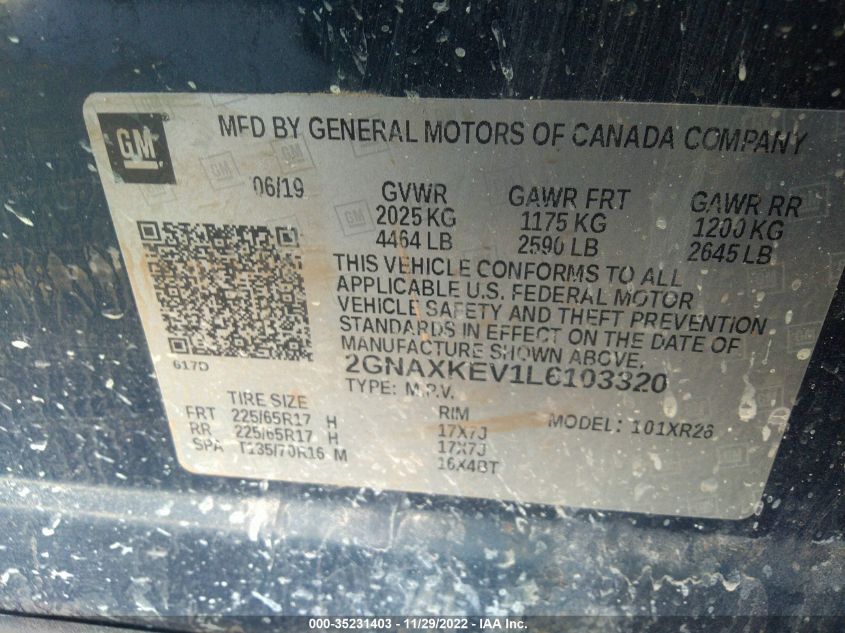 GM
MFD BY GENERAL MOTORS OF CANADA COMPANY
06/19 GVWR GAWR FRT GAWR RR
2025 KG 1175 KG 1200 KG
4464 LB 2590 LB 2645 LB
THIS VEHICLE CONFORMS TO ALL
APPLICABLE U.S. FEDERAL MOTOR
VEHICLE SAFETY AND THEFT PREVENTION
STANDARDS IN EFFECT ON THE DATE OF
MANUFACTURE SHOWN ABOVE.
617D
2GNAXKEV1L6103320
TYPE: M.P.V.
TIRE SIZE RIM MODEL: 101XR26
FRT 225/65R17 H 17X7J
RR 225/65R17 H 17X7J
SPA T135/70R16 M 16X4BT
000-35231403 — 11/29/2022 — IAAI.COM